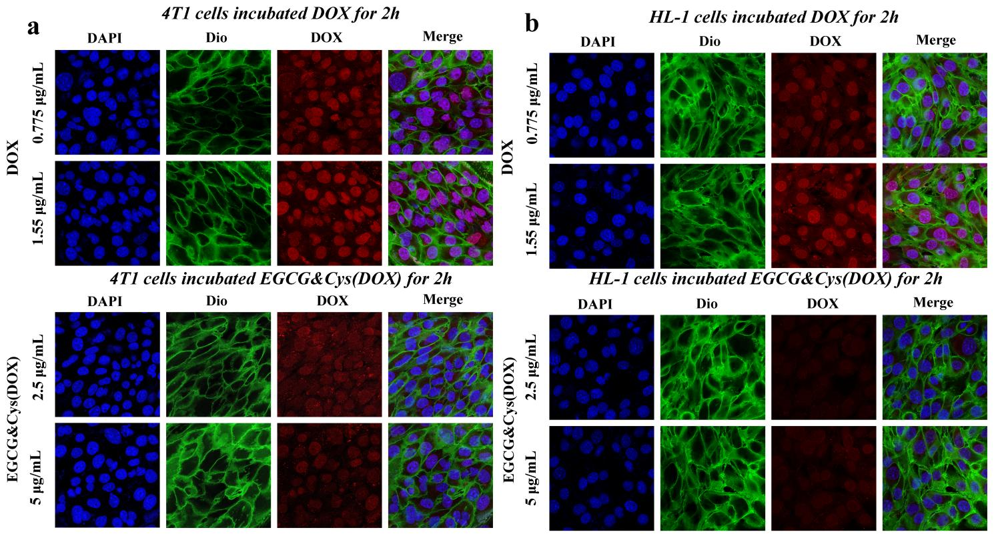 a
4T1 cells incubated DOX for 2h
DAPI Dio DOX Merge
DOX
0.775 μg/mL
1.55 μg/mL
4T1 cells incubated EGCG&Cys(DOX) for 2h
DAPI Dio DOX Merge
EGCG&Cys(DOX)
2.5 μg/mL
5 μg/mL
b
HL-1 cells incubated DOX for 2h
DAPI Dio DOX Merge
DOX
0.775 μg/mL
1.55 μg/mL
HL-1 cells incubated EGCG&Cys(DOX) for 2h
DAPI Dio DOX Merge
EGCG&Cys(DOX)
2.5 μg/mL
5 μg/mL